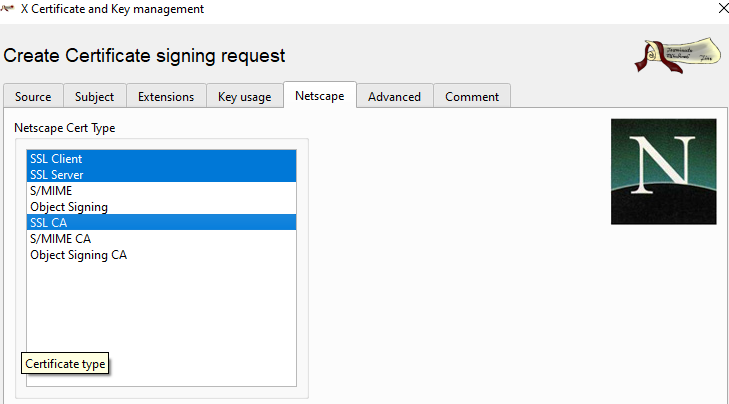 X Certificate and Key management
Create Certificate signing request
Source Subject Extensions Key usage Netscape Advanced Comment
Netscape Cert Type
SSL Client
SSL Server
S/MIME
Object Signing
SSL CA
S/MIME CA
Object Signing CA
Certificate type
N